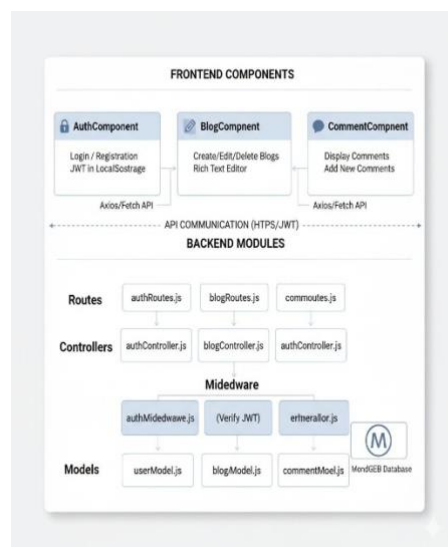 FRONTEND COMPONENTS
AuthComponent
Login / Registration
JWT in LocalSostrage
BlogCompnent
Create/Edit/Delete Blogs
Rich Text Editor
CommentCompnent
Display Comments
Add New Comments
Axios/Fetch API
Axios/Fetch API
API COMMUNICATION (HTPS/JWT)
BACKEND MODULES
Routes
authRoutes.js
blogRoutes.js
commoutes.js
Controllers
authController.js
blogController.js
authController.js
Midedware
authMidedwawe.js
(Verify JWT)
ertnerallor.js
Models
userModel.js
blogModel.js
commentMoel.js
M
MondGEB Database